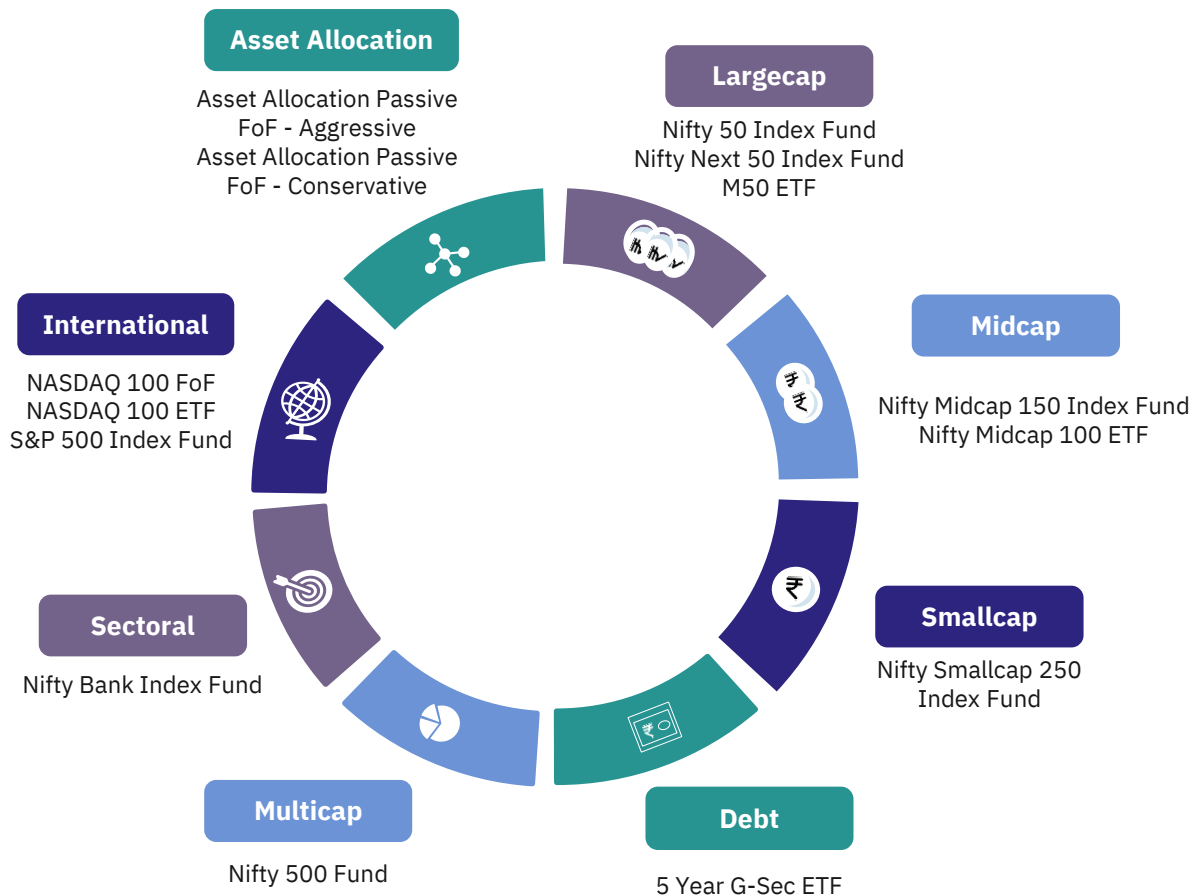 Asset Allocation
Asset Allocation Passive
FoF - Aggressive
Asset Allocation Passive
FoF - Conservative
Largecap
Nifty 50 Index Fund
Nifty Next 50 Index Fund
M50 ETF
Midcap
Nifty Midcap 150 Index Fund
Nifty Midcap 100 ETF
Smallcap
Nifty Smallcap 250
Index Fund
Debt
5 Year G-Sec ETF
Multicap
Nifty 500 Fund
Sectoral
Nifty Bank Index Fund
International
NASDAQ 100 FoF
NASDAQ 100 ETF
S&P 500 Index Fund